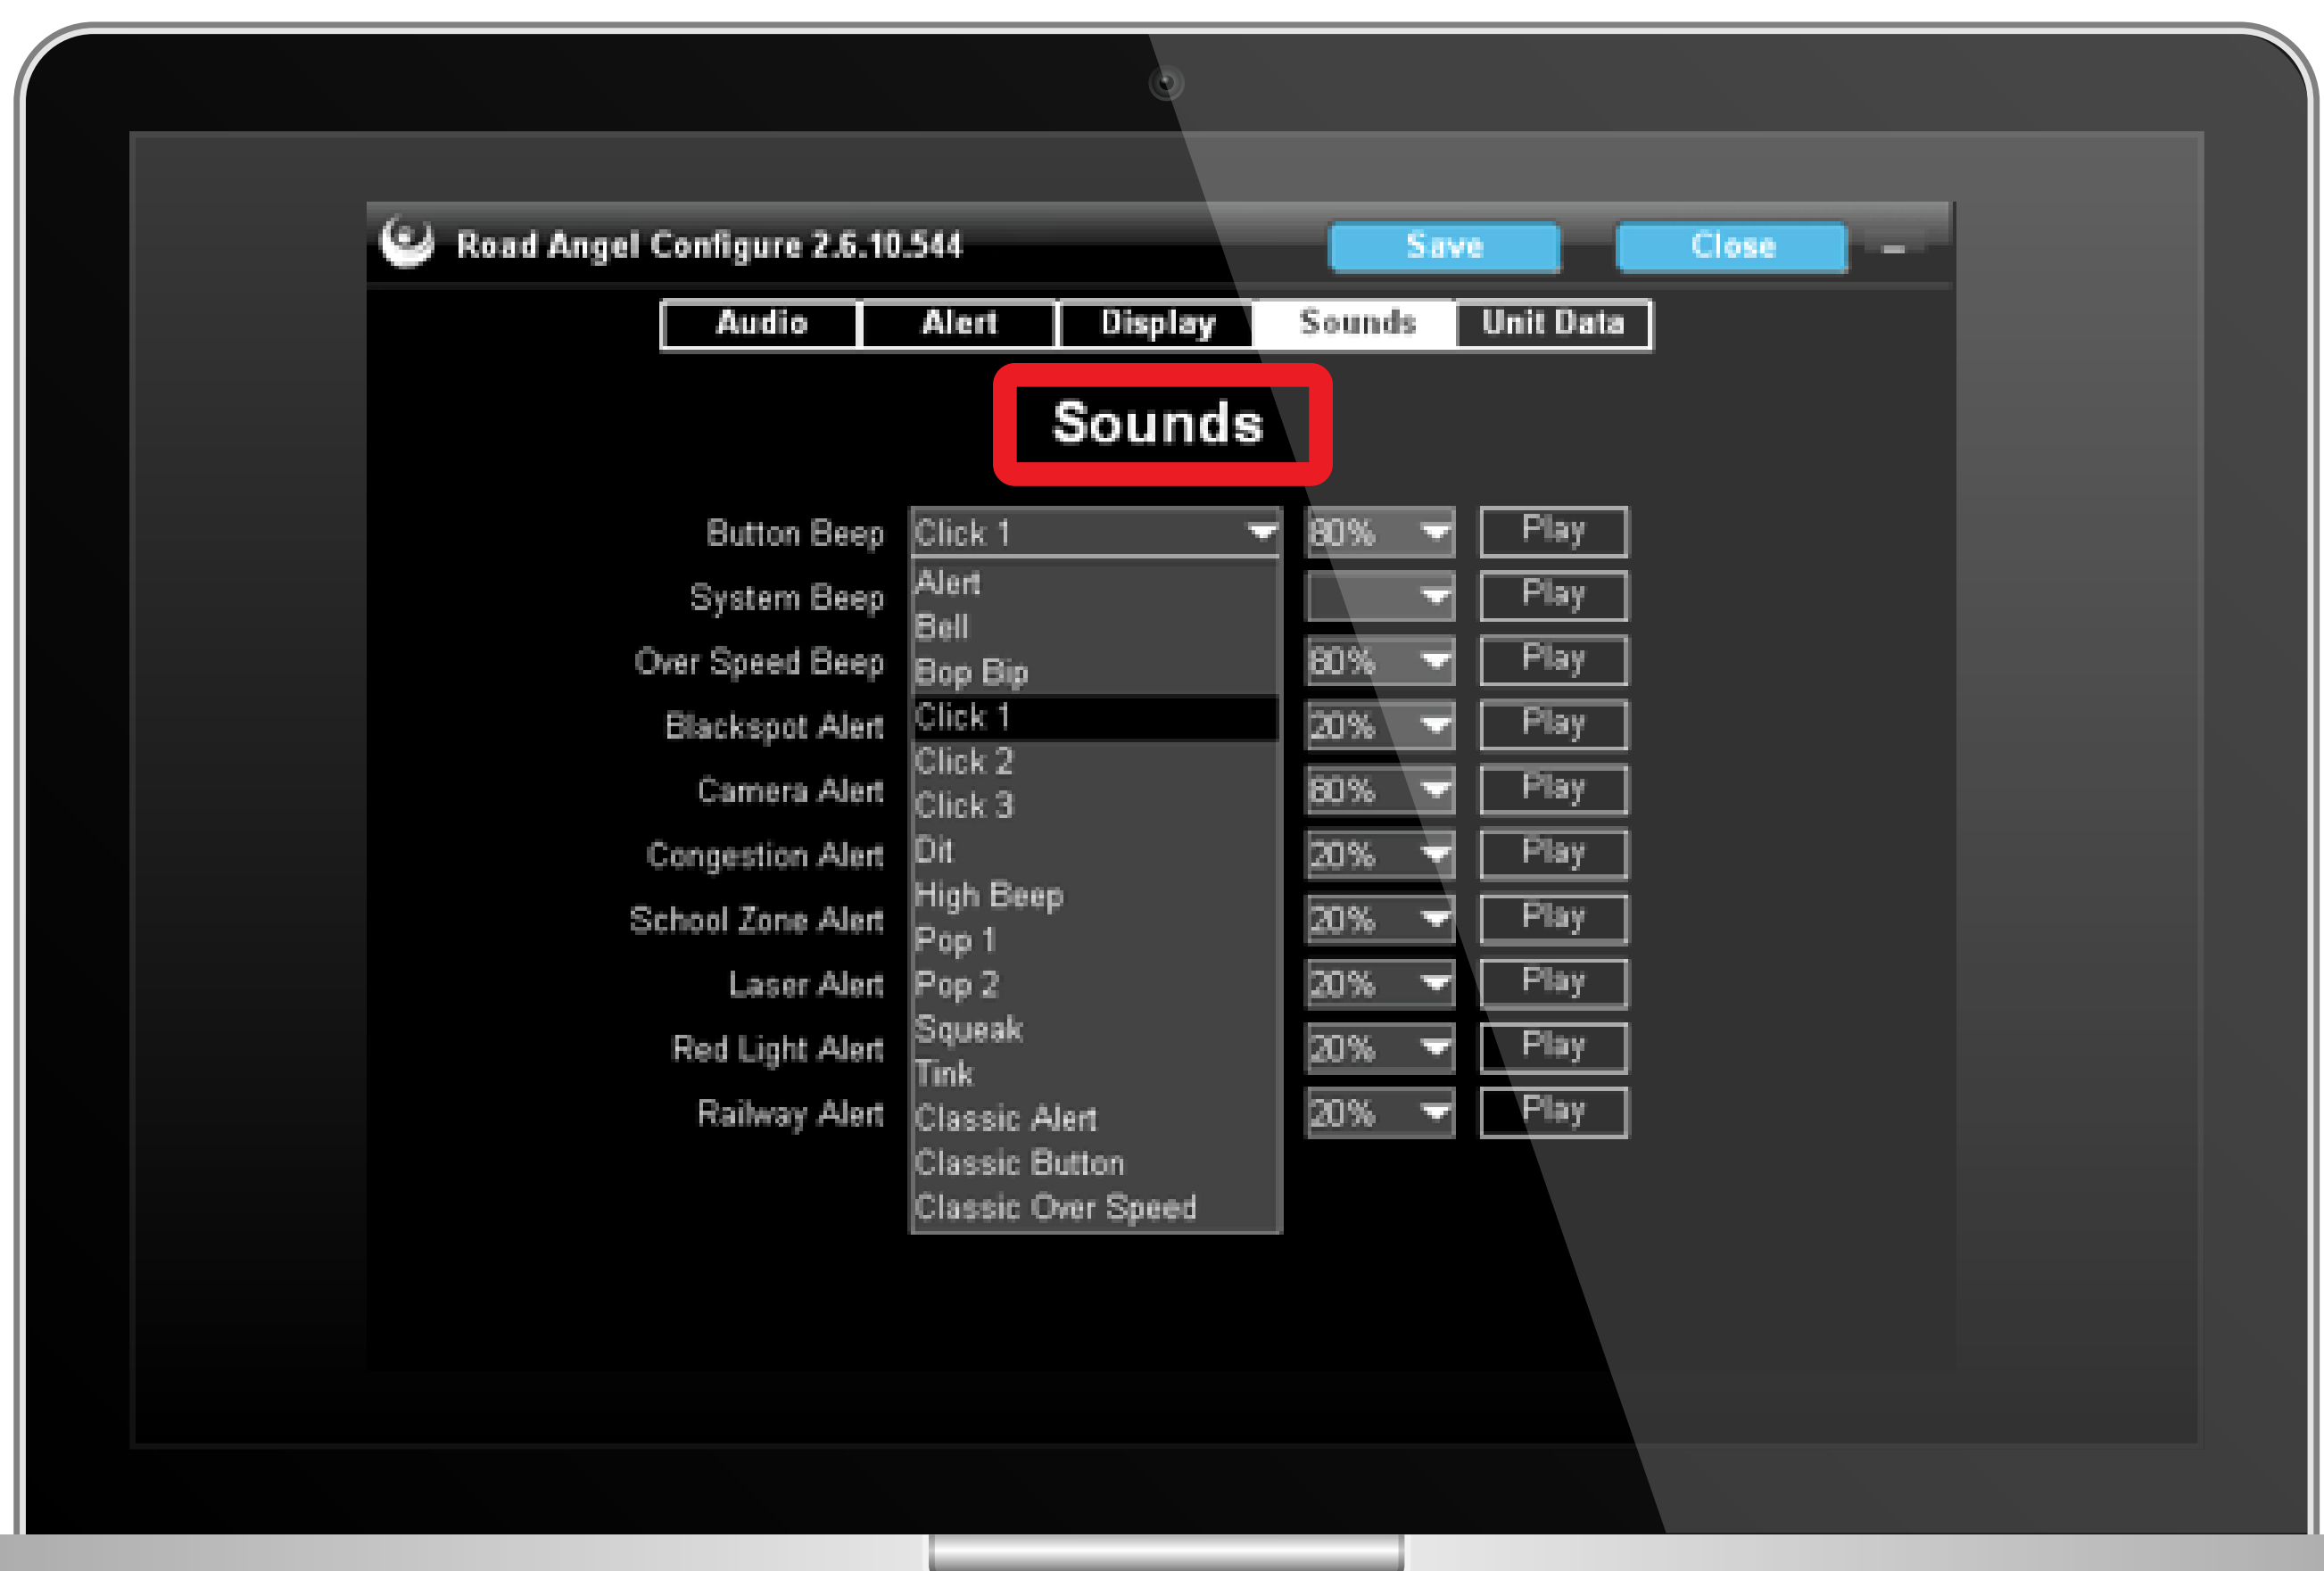 Road Angel Configure 2.6.10.544 Save Close
Audio Alert Display Sounds Unit Data
Sounds
Button Beep Click 1 80% Play
System Beep Play
Over Speed Beep 80% Play
Blackspot Alert 20% Play
Camera Alert 80% Play
Congestion Alert 20% Play
School Zone Alert 20% Play
Laser Alert 20% Play
Red Light Alert 20% Play
Railway Alert 20% Play
Alert
Bell
Bop Bip
Click 1
Click 2
Click 3
Dit
High Beep
Pop 1
Pop 2
Squeak
Tink
Classic Alert
Classic Button
Classic Over Speed